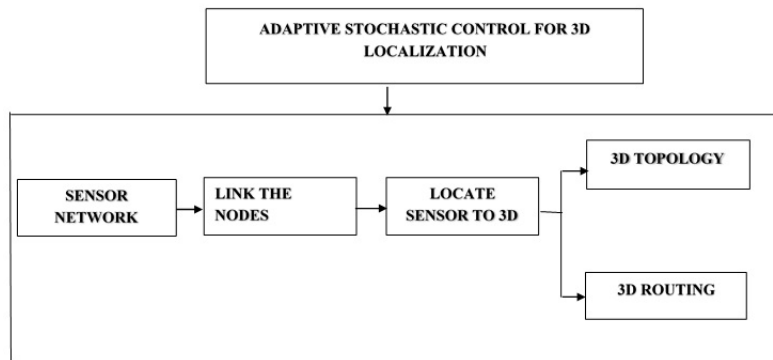 ADAPTIVE STOCHASTIC CONTROL FOR 3D
LOCALIZATION
SENSOR
NETWORK
LINK THE
NODES
LOCATE
SENSOR TO 3D
3D TOPOLOGY
3D ROUTING